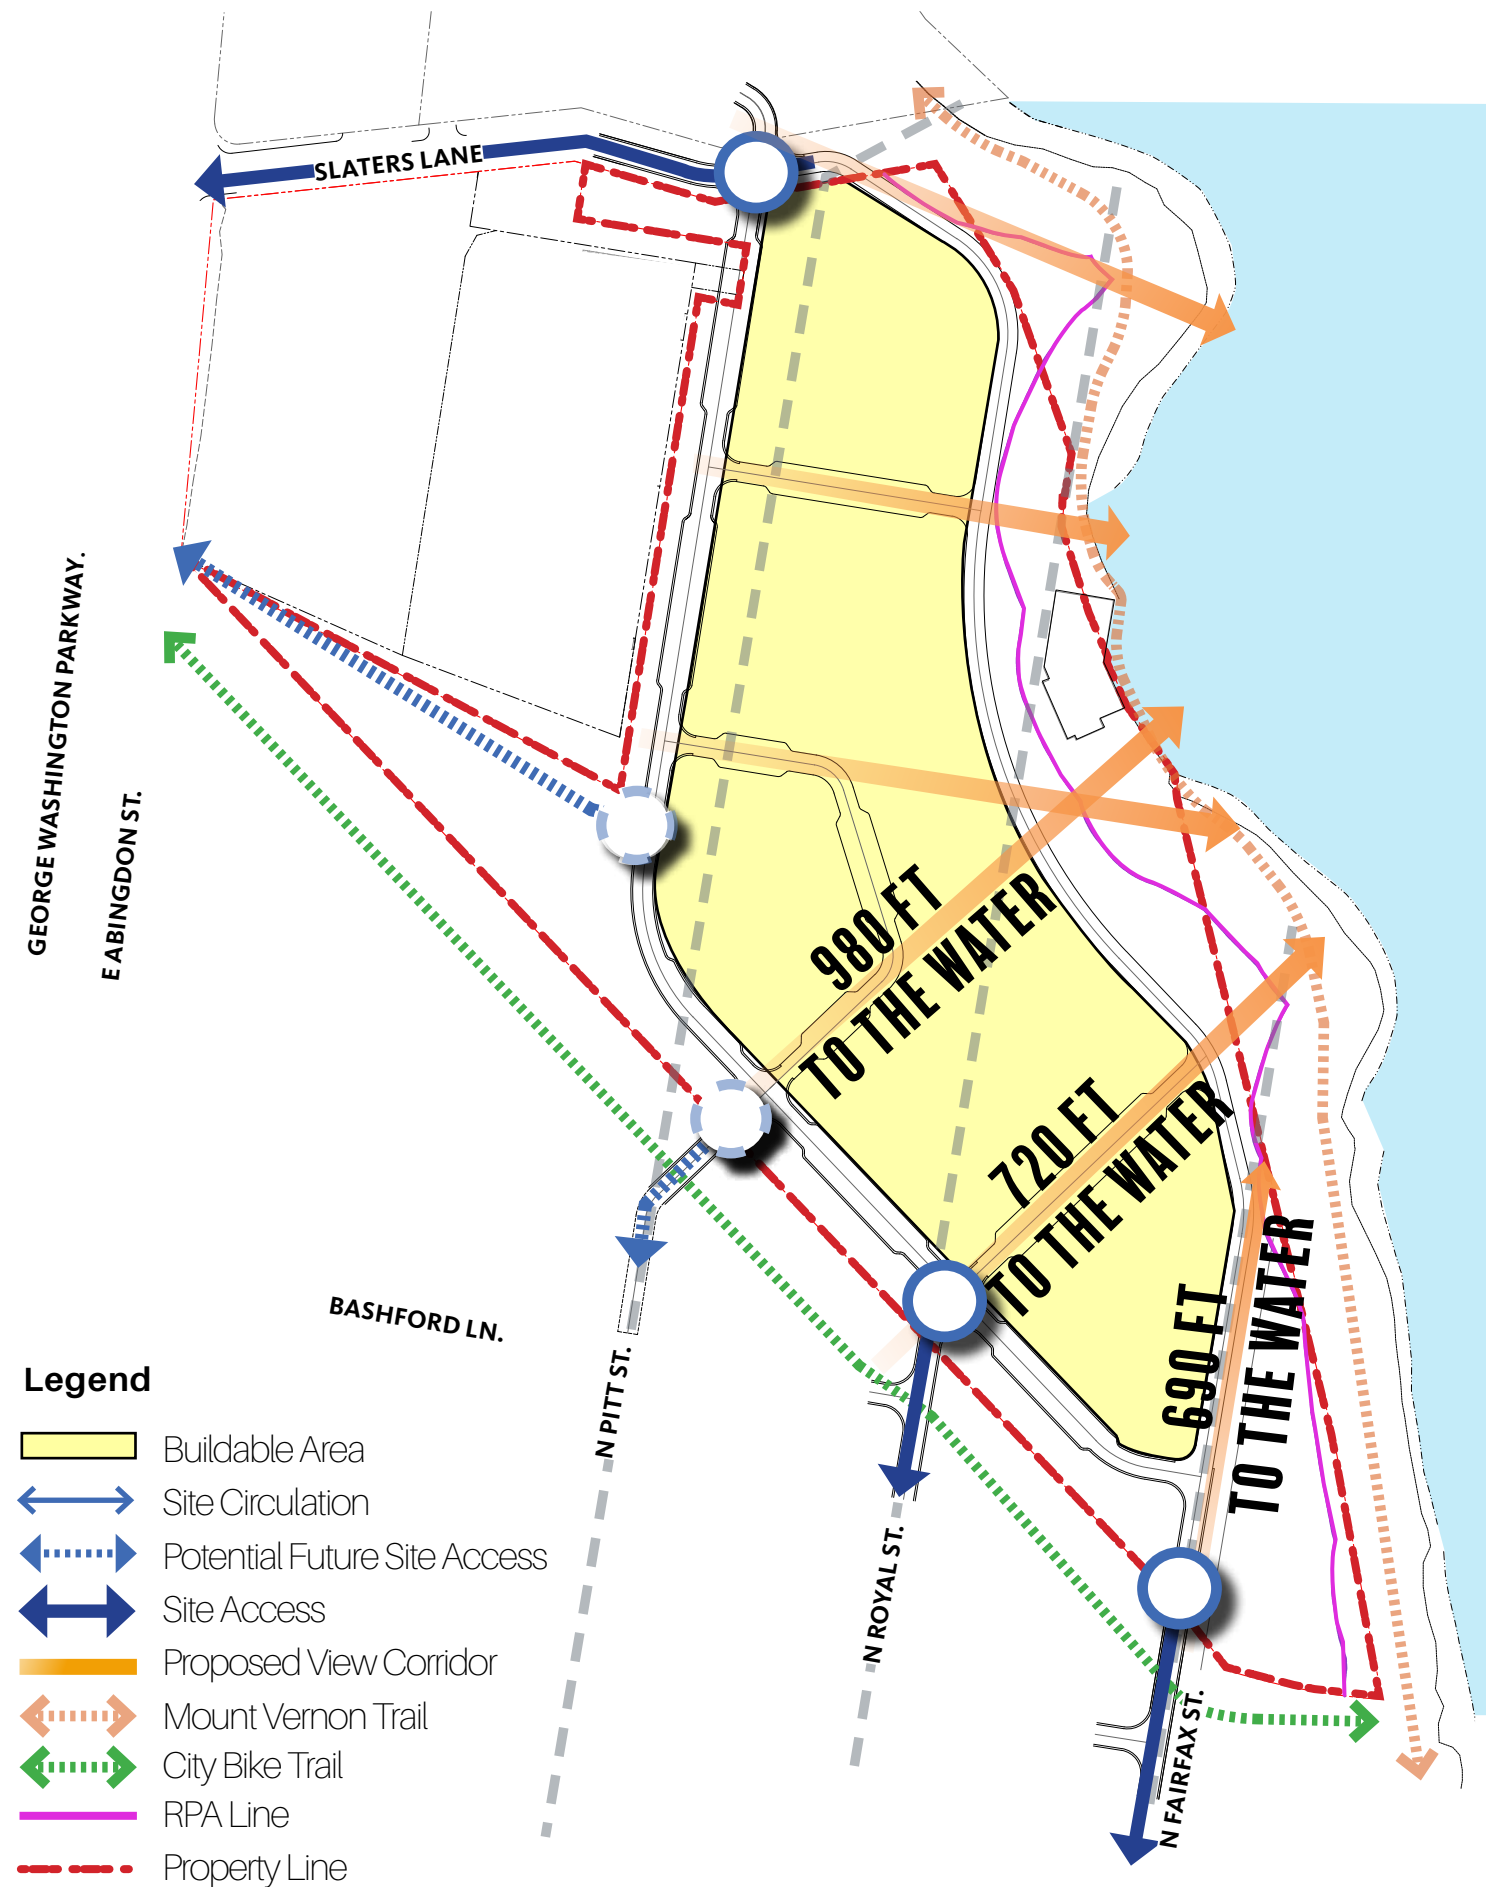 SLATERS LANE
GEORGE WASHINGTON PARKWAY.
E ABINGDON ST.
980 FT
TO THE WATER
720 FT
TO THE WATER
690 FT
TO THE WATER
BASHFORD LN.
N PITT ST.
N ROYAL ST.
N FAIRFAX ST.
Legend
Buildable Area
Site Circulation
Potential Future Site Access
Site Access
Proposed View Corridor
Mount Vernon Trail
City Bike Trail
RPA Line
Property Line